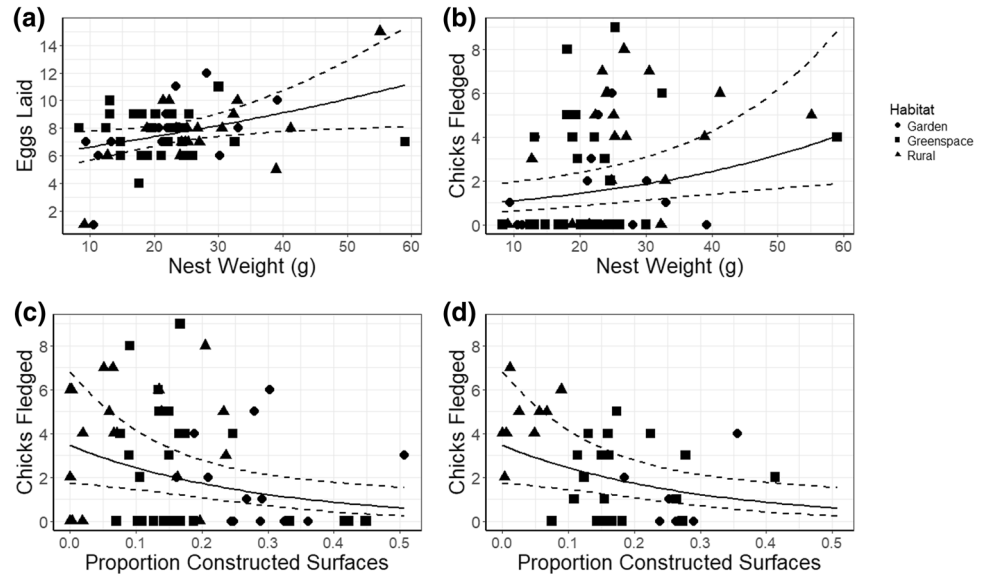 (a)
Eggs Laid
14
12
10
8
6
4
2
10 20 30 40 50 60
Nest Weight (g)
(b)
Chicks Fledged
8
6
4
2
0
10 20 30 40 50 60
Nest Weight (g)
Habitat
Garden
Greenspace
Rural
(c)
Chicks Fledged
8
6
4
2
0
0.0 0.1 0.2 0.3 0.4 0.5
Proportion Constructed Surfaces
(d)
Chicks Fledged
8
6
4
2
0
0.0 0.1 0.2 0.3 0.4 0.5
Proportion Constructed Surfaces